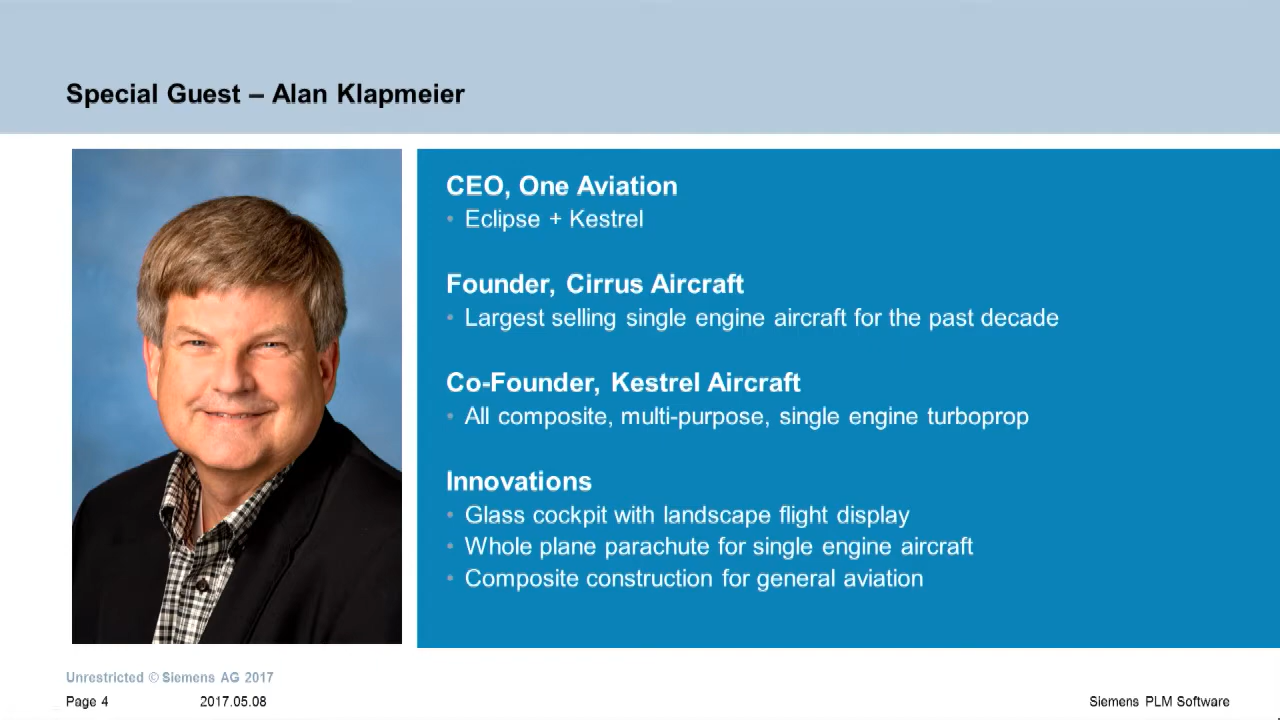 Special Guest – Alan Klapmeier
CEO, One Aviation
• Eclipse + Kestrel
Founder, Cirrus Aircraft
• Largest selling single engine aircraft for the past decade
Co-Founder, Kestrel Aircraft
• All composite, multi-purpose, single engine turboprop
Innovations
• Glass cockpit with landscape flight display
• Whole plane parachute for single engine aircraft
• Composite construction for general aviation
Unrestricted © Siemens AG 2017
Page 4 2017.05.08 Siemens PLM Software